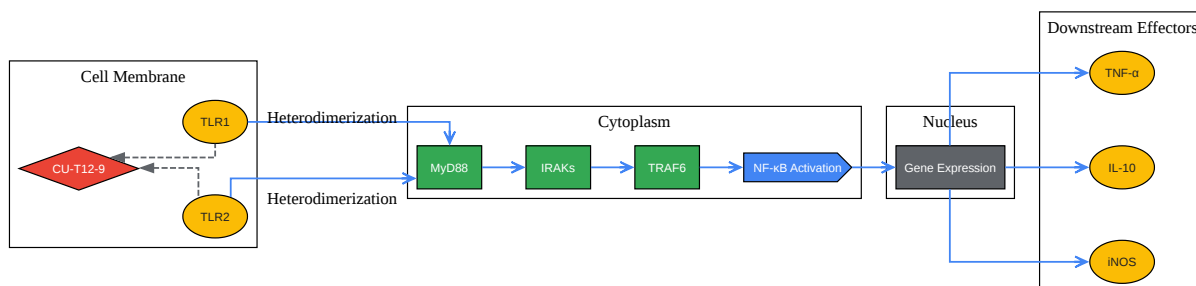 Cell Membrane
TLR1
CU-T12-9
TLR2
Heterodimerization
Heterodimerization
Cytoplasm
MyD88
IRAKs
TRAF6
NF-κB Activation
Nucleus
Gene Expression
Downstream Effectors
TNF-α
IL-10
iNOS